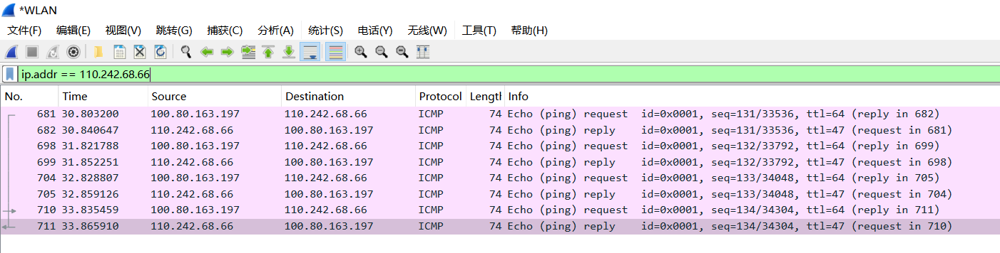 *WLAN
文件(F) 编辑(E) 视图(V) 跳转(G) 捕获(C) 分析(A) 统计(S) 电话(Y) 无线(W) 工具(T) 帮助(H)
ip.addr == 110.242.68.66
No. Time Source Destination Protocol Length Info
681 30.803200 100.80.163.197 110.242.68.66 ICMP 74 Echo (ping) request id=0x0001, seq=131/33536, ttl=64 (reply in 682)
682 30.840647 110.242.68.66 100.80.163.197 ICMP 74 Echo (ping) reply id=0x0001, seq=131/33536, ttl=47 (request in 681)
698 31.821788 100.80.163.197 110.242.68.66 ICMP 74 Echo (ping) request id=0x0001, seq=132/33792, ttl=64 (reply in 699)
699 31.852251 110.242.68.66 100.80.163.197 ICMP 74 Echo (ping) reply id=0x0001, seq=132/33792, ttl=47 (request in 698)
704 32.828807 100.80.163.197 110.242.68.66 ICMP 74 Echo (ping) request id=0x0001, seq=133/34048, ttl=64 (reply in 705)
705 32.859126 110.242.68.66 100.80.163.197 ICMP 74 Echo (ping) reply id=0x0001, seq=133/34048, ttl=47 (request in 704)
710 33.835459 100.80.163.197 110.242.68.66 ICMP 74 Echo (ping) request id=0x0001, seq=134/34304, ttl=64 (reply in 711)
711 33.865910 110.242.68.66 100.80.163.197 ICMP 74 Echo (ping) reply id=0x0001, seq=134/34304, ttl=47 (request in 710)